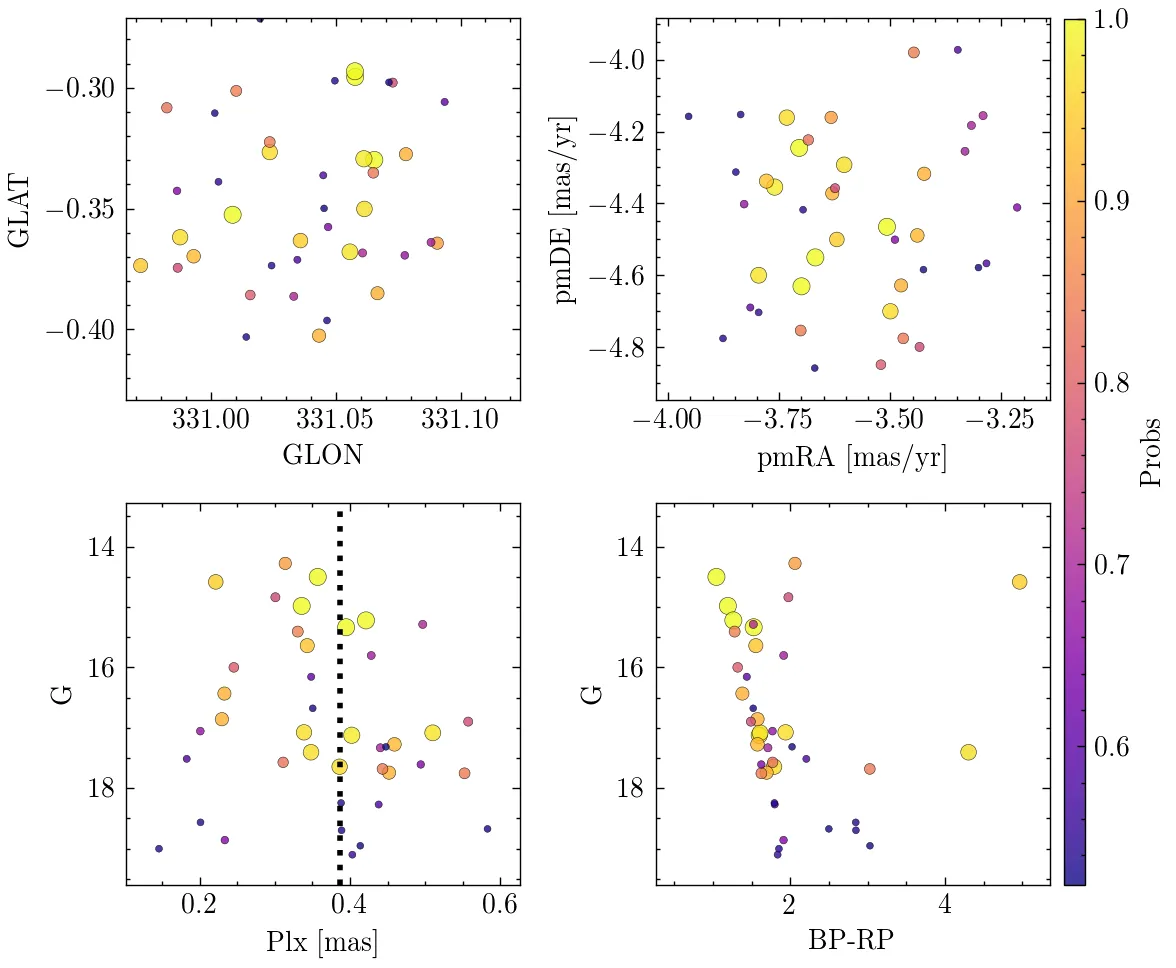 −0.30
−0.35
−0.40
GLAT
331.00 331.05 331.10
GLON
−4.0
−4.2
−4.4
−4.6
−4.8
pmDE [mas/yr]
−4.00 −3.75 −3.50 −3.25
pmRA [mas/yr]
1.0
0.9
0.8
0.7
0.6
Probs
14
16
18
G
0.2 0.4 0.6
Plx [mas]
14
16
18
G
2 4
BP-RP